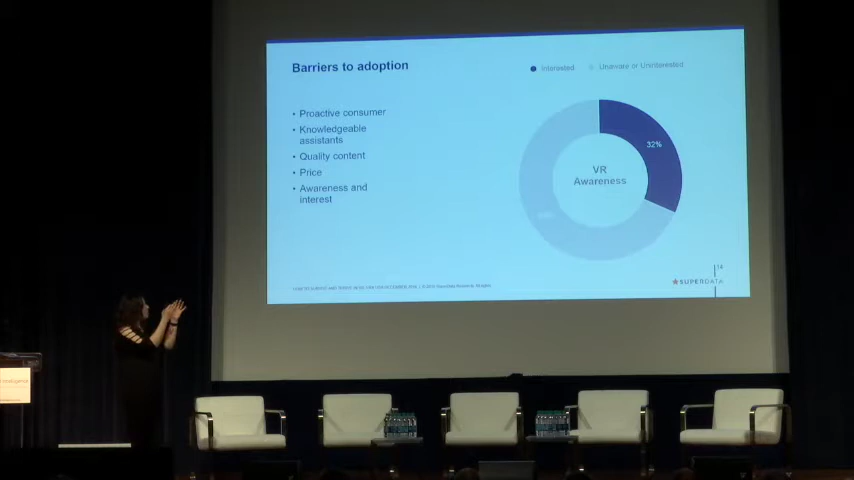 Barriers to adoption
Interested
Unaware or Uninterested
• Proactive consumer
• Knowledgeable
assistants
• Quality content
• Price
• Awareness and
interest
32%
VR
Awareness
14
SUPERDATA